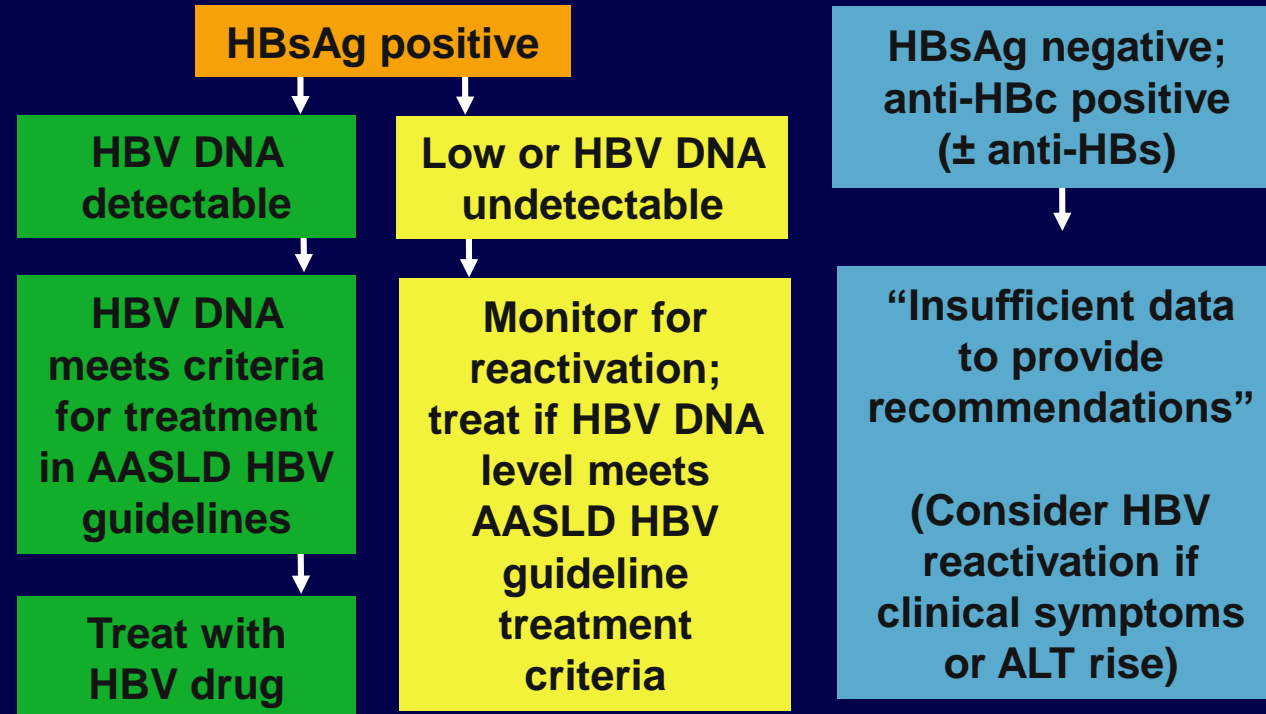 HBsAg positive
HBV DNA
detectable
HBV DNA
meets criteria
for treatment
in AASLD HBV
guidelines
Treat with
HBV drug
Low or HBV DNA
undetectable
Monitor for
reactivation;
treat if HBV DNA
level meets
AASLD HBV
guideline
treatment
criteria
HBsAg negative;
anti-HBc positive
(± anti-HBs)
“Insufficient data
to provide
recommendations”
(Consider HBV
reactivation if
clinical symptoms
or ALT rise)